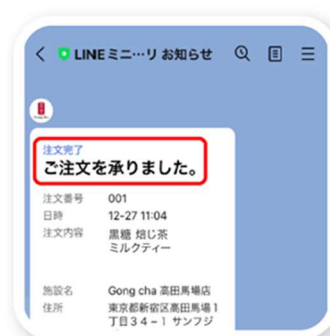 LINEミニ…リ お知らせ
注文完了
ご注文を承りました。
注文番号 001
日時 12-27 11:04
注文内容 黒糖 焙じ茶
ミルクティー
施設名 Gong cha 高田馬場店
住所 東京都新宿区高田馬場1
丁目34-1 サンフジ